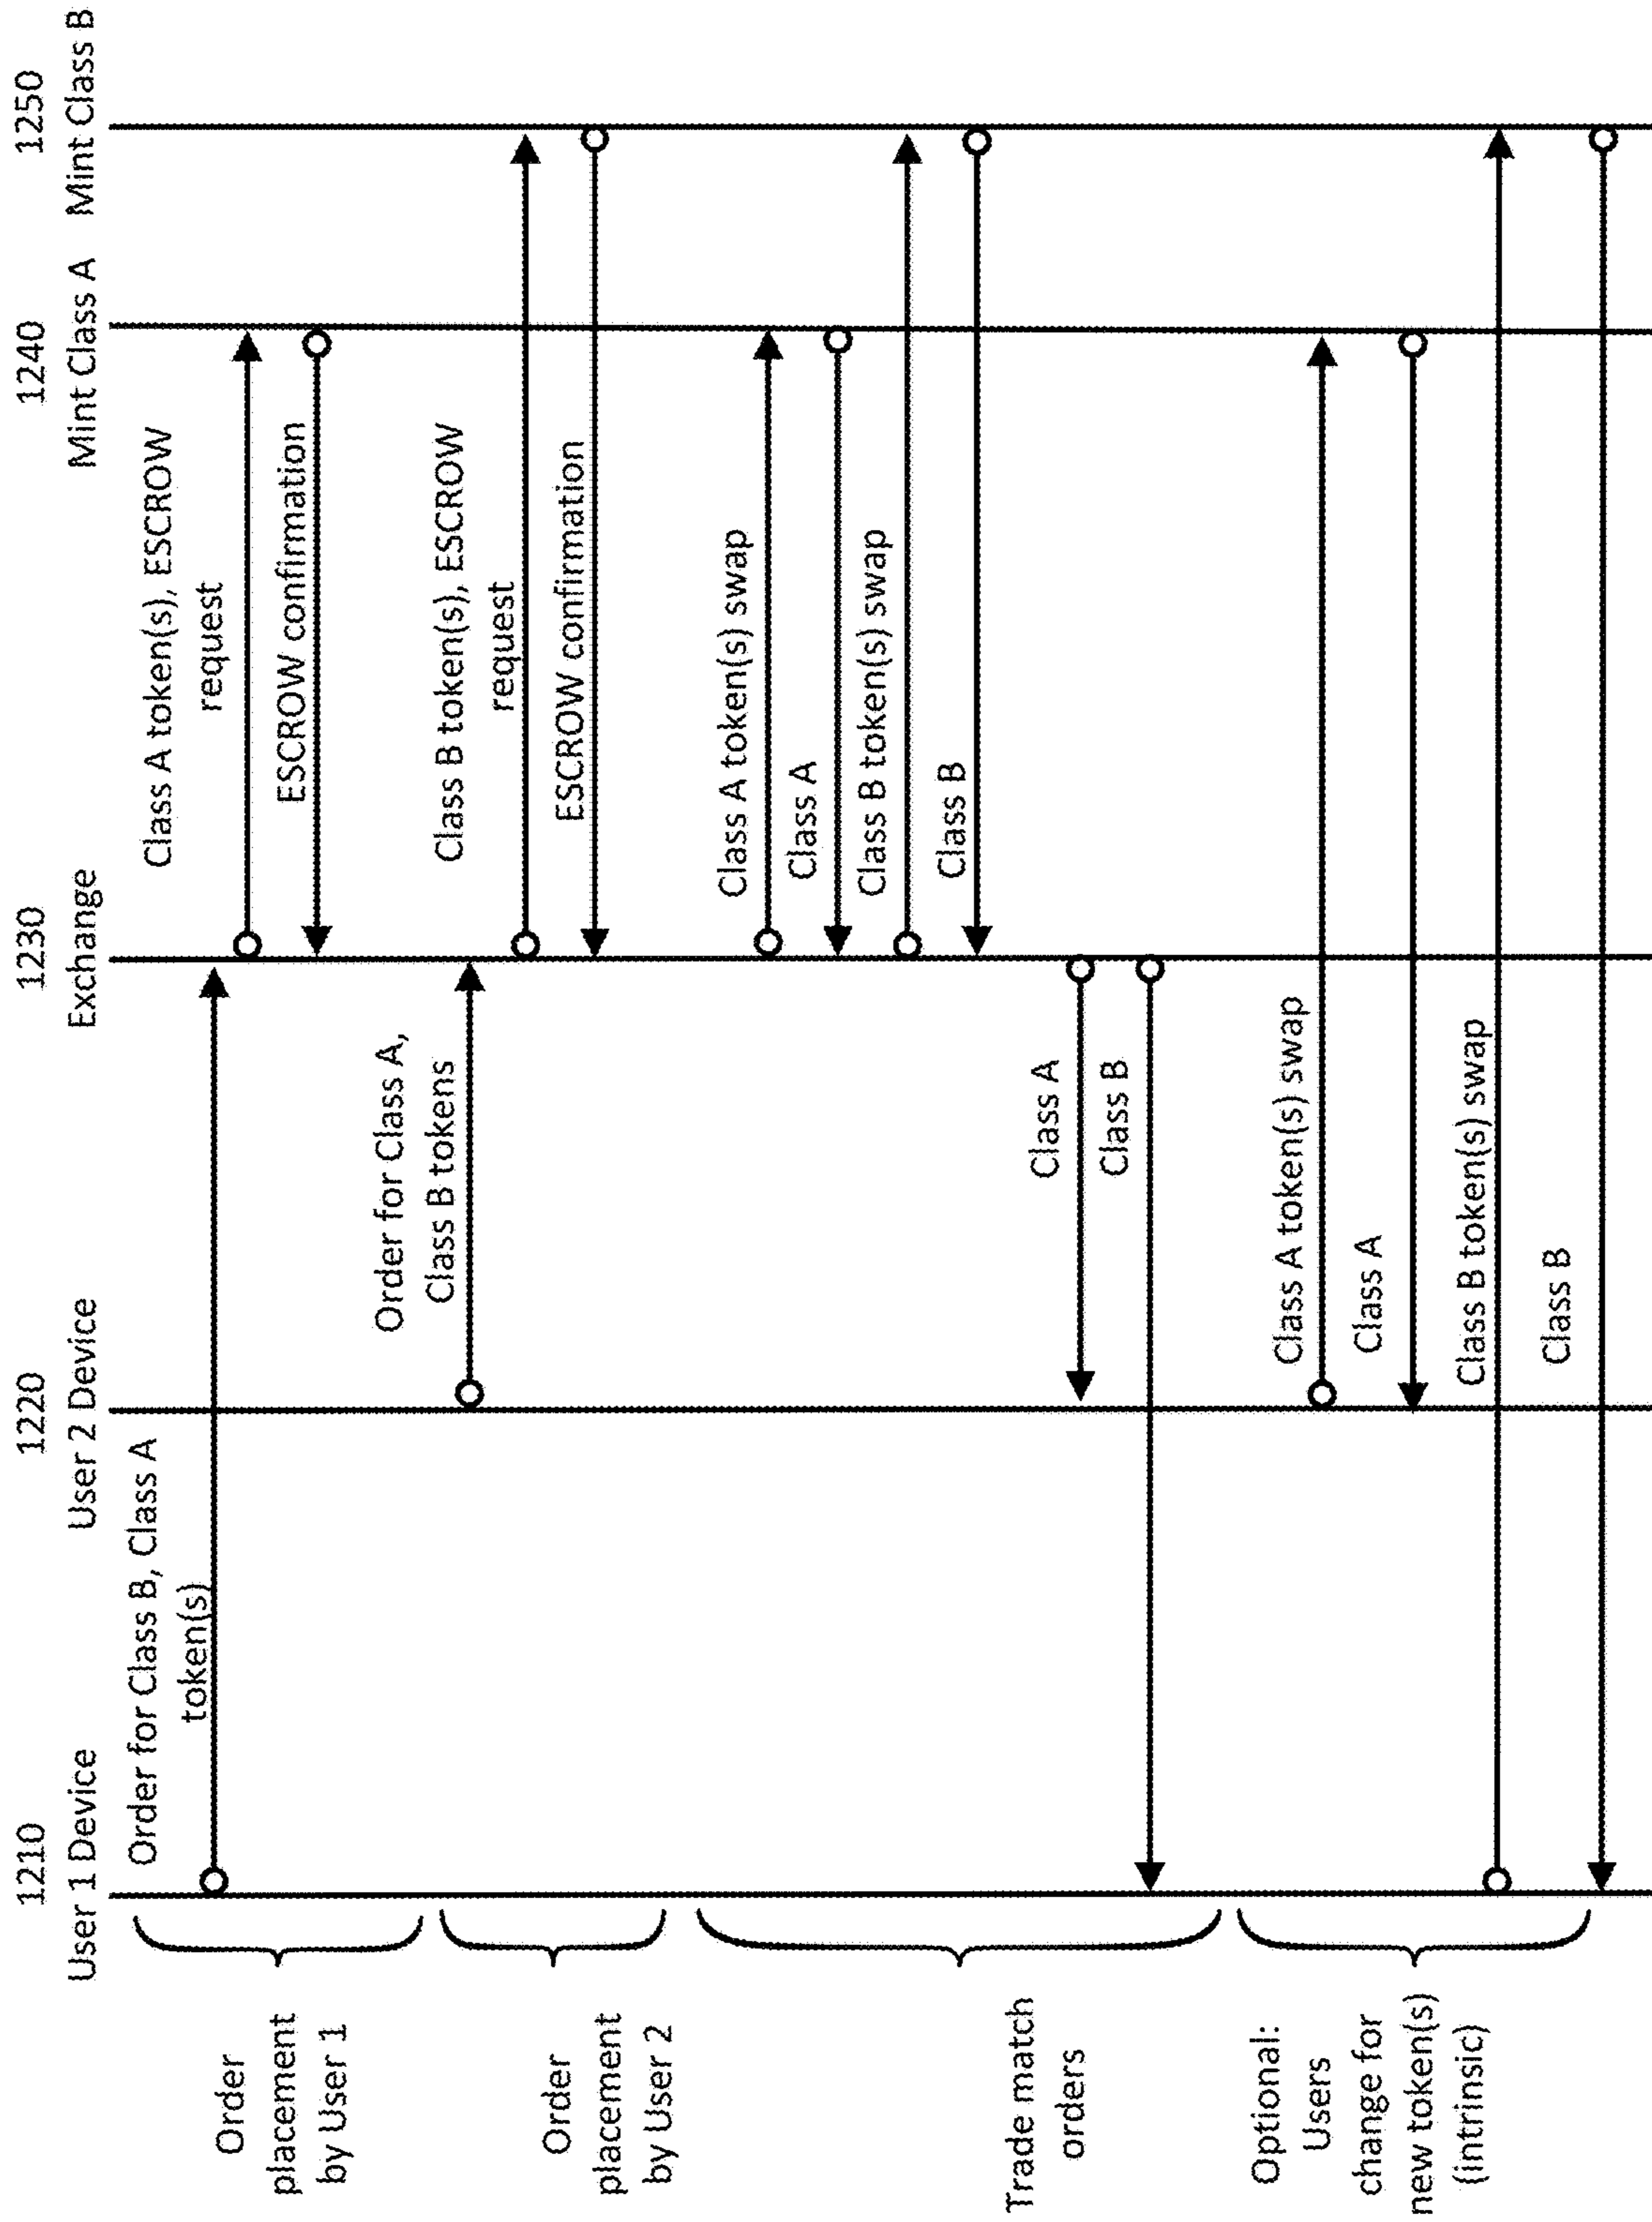 1210
User 1 Device
1220
User 2 Device
1230
Exchange
1240
Mint Class A
1250
Mint Class B
Order
placement
by User 1
Order for Class B, Class A
token(s)
Class A token(s), ESCROW
request
ESCROW confirmation
Order
placement
by User 2
Order for Class A,
Class B tokens
Class B token(s), ESCROW
request
ESCROW confirmation
Trade match
orders
Class A token(s) swap
Class A
Class B token(s) swap
Class B
Class A
Class B
Optional:
Users
change for
new token(s)
(intrinsic)
Class A token(s) swap
Class A
Class B token(s) swap
Class B